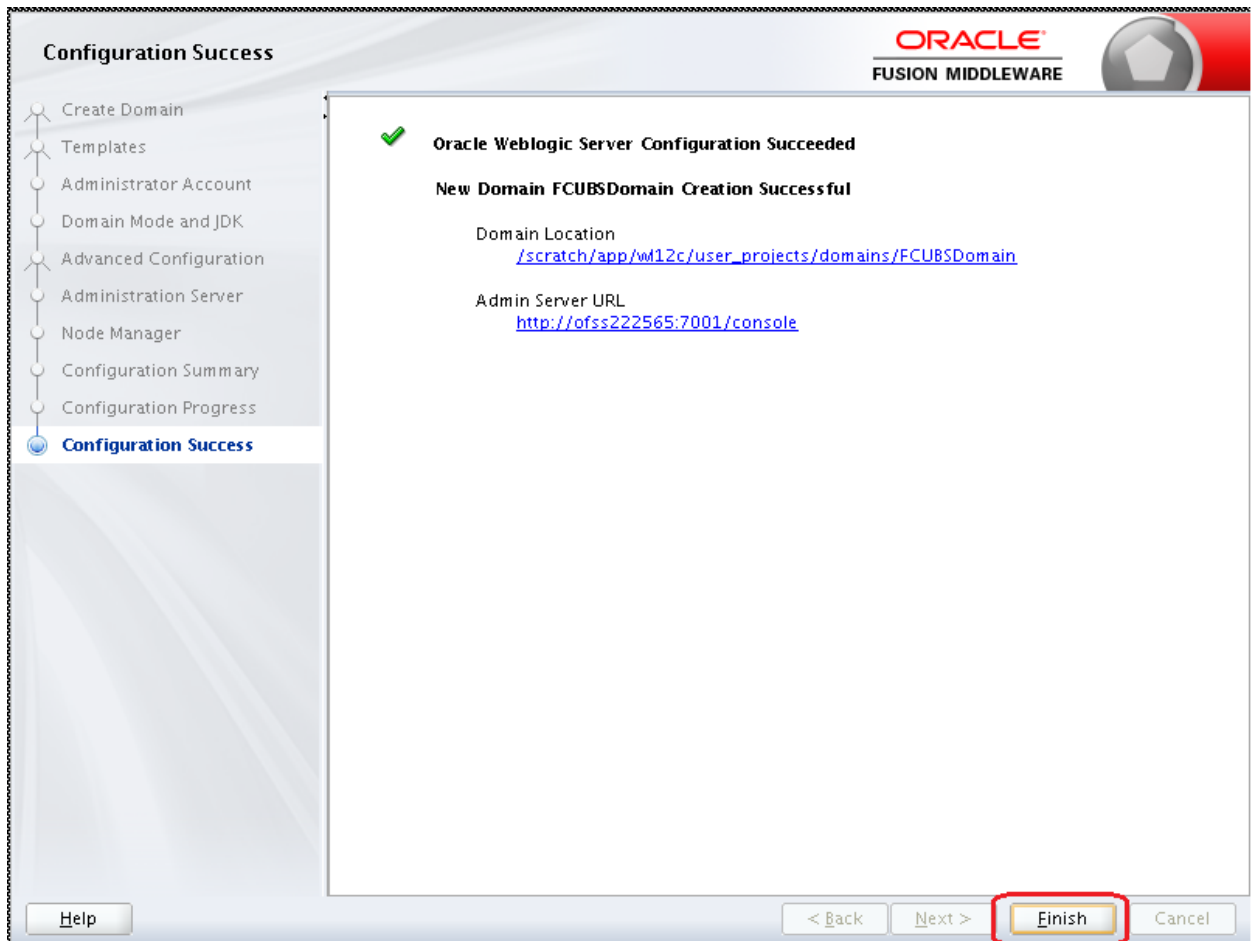 Configuration Success
ORACLE®
FUSION MIDDLEWARE
Create Domain
Templates
Administrator Account
Domain Mode and JDK
Advanced Configuration
Administration Server
Node Manager
Configuration Summary
Configuration Progress
Configuration Success
Oracle Weblogic Server Configuration Succeeded
New Domain FCUBSDomain Creation Successful
Domain Location
/scratch/app/wl12c/user_projects/domains/FCUBSDomain
Admin Server URL
http://ofss222565:7001/console
Help
< Back
Next >
Finish
Cancel